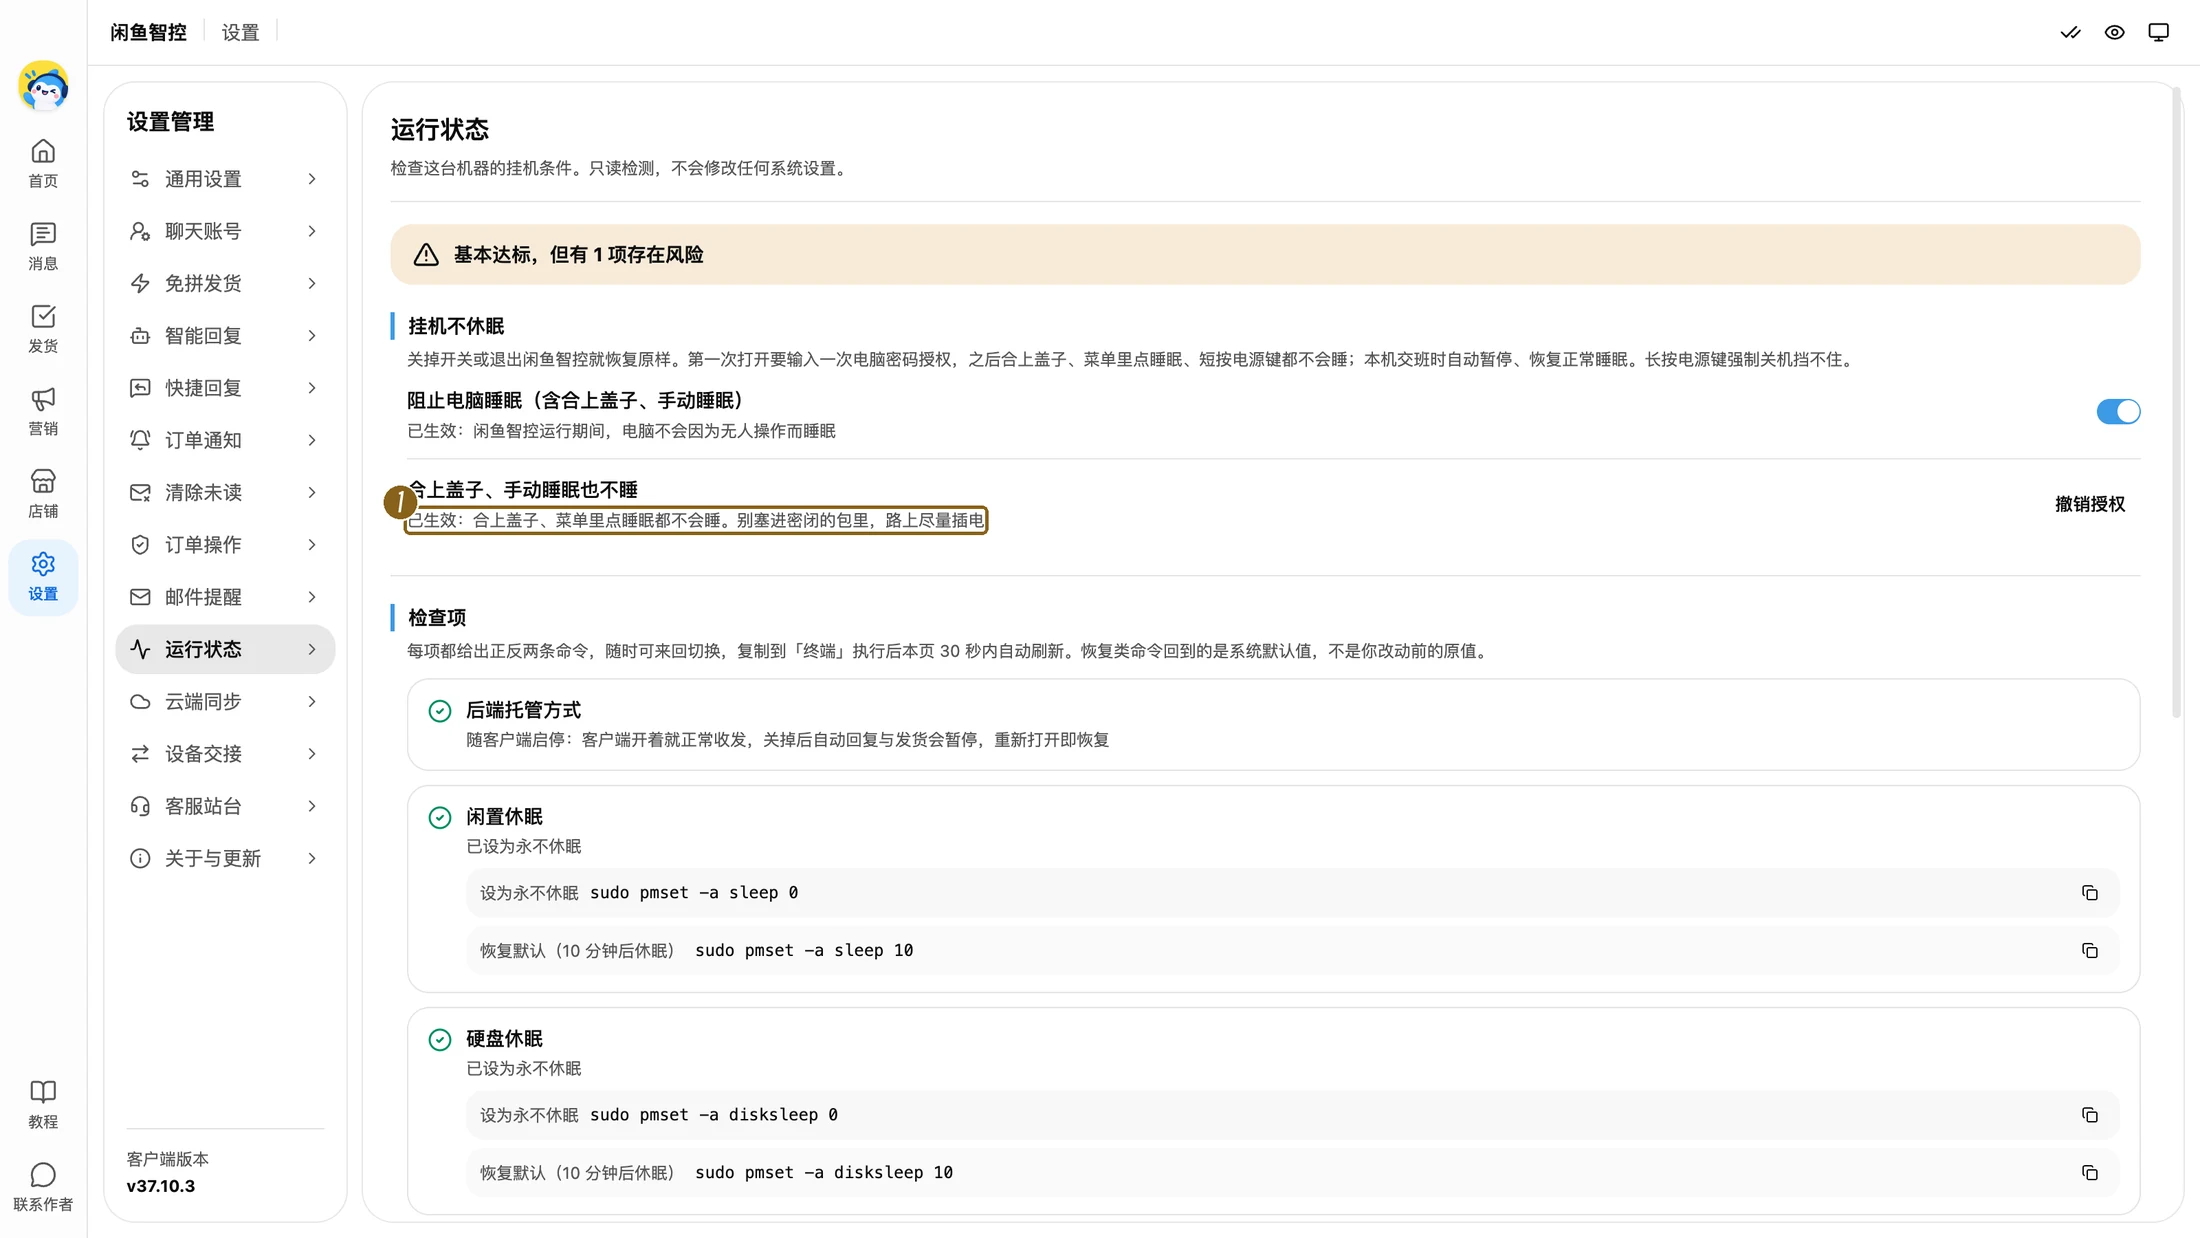 闲鱼智控
设置
首页
消息
发货
营销
店铺
设置
教程
联系作者
设置管理
通用设置
聊天账号
免拼发货
智能回复
快捷回复
订单通知
清除未读
订单操作
邮件提醒
运行状态
云端同步
设备交接
客服站台
关于与更新
客户端版本
v37.10.3
运行状态
检查这台机器的挂机条件。只读检测，不会修改任何系统设置。
基本达标，但有 1 项存在风险
挂机不休眠
关掉开关或退出闲鱼智控就恢复原样。第一次打开要输入一次电脑密码授权，之后合上盖子、菜单里点睡眠、短按电源键都不会睡；本机交班时自动暂停、恢复正常睡眠。长按电源键强制关机挡不住。
阻止电脑睡眠（含合上盖子、手动睡眠）
已生效：闲鱼智控运行期间，电脑不会因为无人操作而睡眠
1
合上盖子、手动睡眠也不睡
已生效：合上盖子、菜单里点睡眠都不会睡。别塞进密闭的包里，路上尽量插电
撤销授权
检查项
每项都给出正反两条命令，随时可来回切换，复制到「终端」执行后本页 30 秒内自动刷新。恢复类命令回到的是系统默认值，不是你改动前的原值。
后端托管方式
随客户端启停：客户端开着就正常收发，关掉后自动回复与发货会暂停，重新打开即恢复
闲置休眠
已设为永不休眠
设为永不休眠 sudo pmset -a sleep 0
恢复默认（10 分钟后休眠） sudo pmset -a sleep 10
硬盘休眠
已设为永不休眠
设为永不休眠 sudo pmset -a disksleep 0
恢复默认（10 分钟后休眠） sudo pmset -a disksleep 10